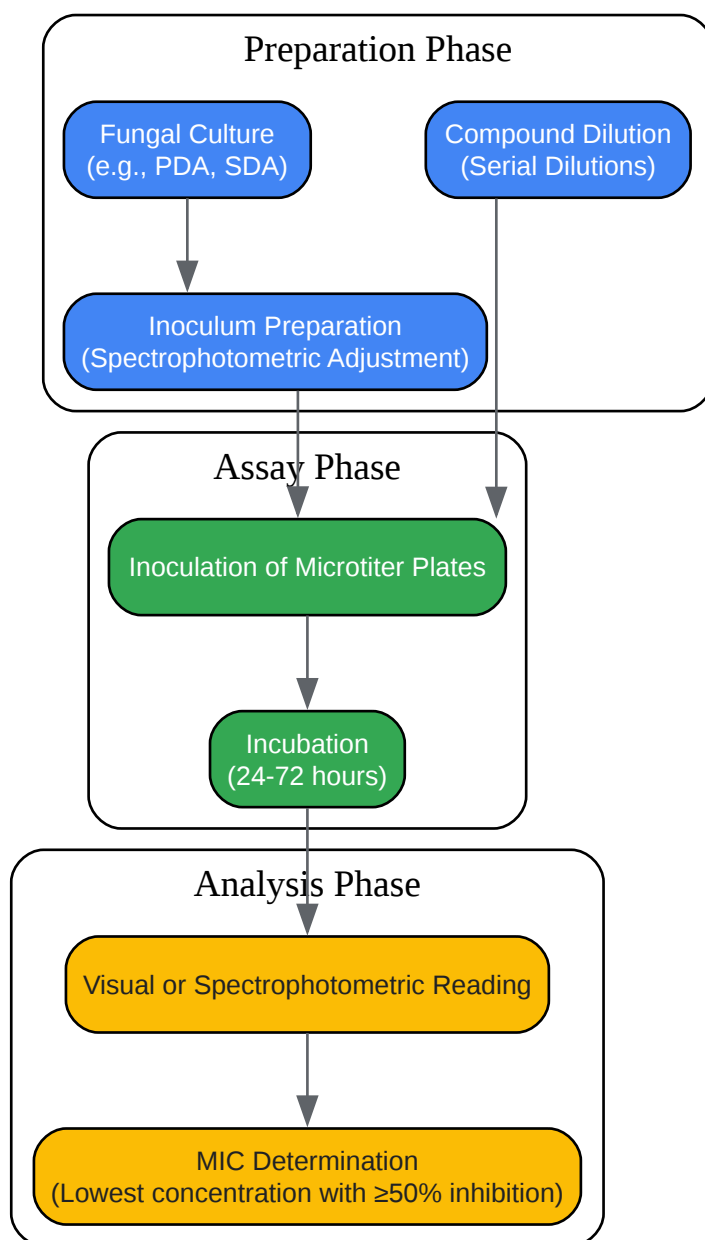 Preparation Phase
Fungal Culture
(e.g., PDA, SDA)
Compound Dilution
(Serial Dilutions)
Inoculum Preparation
(Spectrophotometric Adjustment)
Assay Phase
Inoculation of Microtiter Plates
Incubation
(24-72 hours)
Analysis Phase
Visual or Spectrophotometric Reading
MIC Determination
(Lowest concentration with ≥50% inhibition)